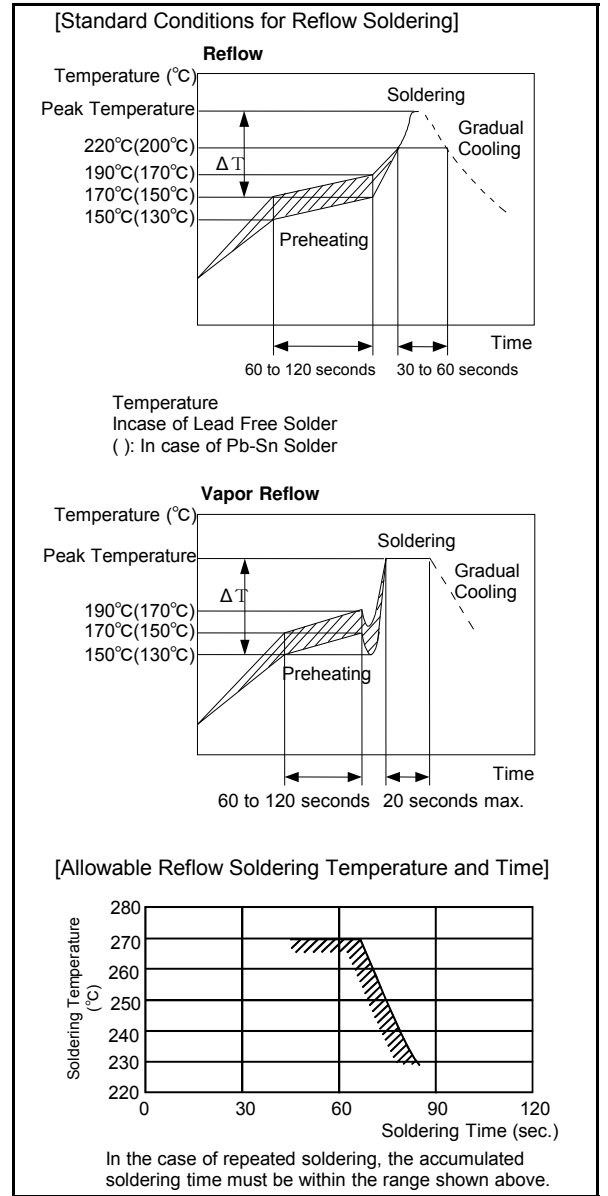 [Standard Conditions for Reflow Soldering]
Reflow
Temperature (°C)
Peak Temperature
Soldering
Gradual
Cooling
220°C(200°C)
ΔT
190°C(170°C)
170°C(150°C)
150°C(130°C)
Preheating
Time
60 to 120 seconds
30 to 60 seconds
Temperature
Incase of Lead Free Solder
( ): In case of Pb-Sn Solder
Vapor Reflow
Temperature (°C)
Soldering
Peak Temperature
Gradual
Cooling
ΔT
190°C(170°C)
170°C(150°C)
150°C(130°C)
Preheating
Time
60 to 120 seconds
20 seconds max.
[Allowable Reflow Soldering Temperature and Time]
Soldering Temperature
(°C)
280
270
260
250
240
230
220
0
30
60
90
120
Soldering Time (sec.)
In the case of repeated soldering, the accumulated
soldering time must be within the range shown above.